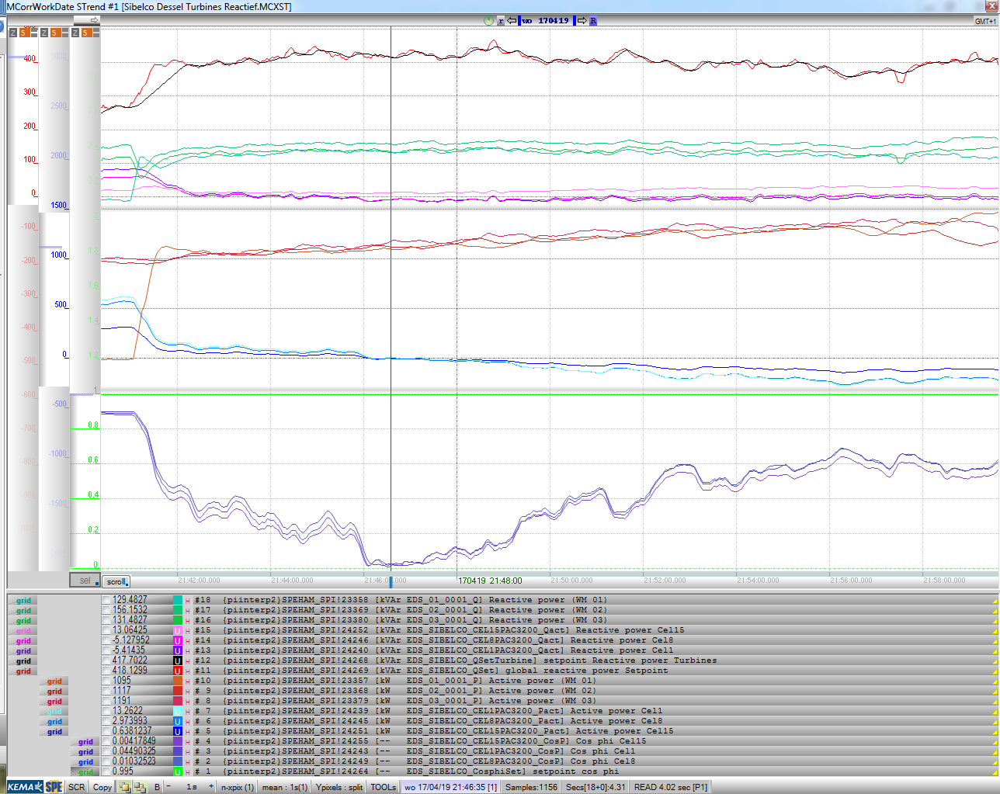 MCorrWorkDate STrend #1 [Sibelco Dessel Turbines Reactief.MCXST]
r wo 170419 R GMT+1
Z 5 Z 5 Z 5
400
300
200
100
0
-100
-200
-300
-400
-500
-600
-700
-800
3000
2500
2000
1500
1000
500
0
-500
-1000
-1500
2
1.8
1.6
1.4
1.2
1
0.8
0.6
0.4
0.2
0
sel scroll 21:42:00.000 21:44:00.000 21:46:00.000 170419 21:48:00 21:50:00.000 21:52:00.000 21:54:00.000 21:56:00.000 21:58:00.000
grid 129.4827 H #18 {piinterp2}SPEHAM_SPI!23358 [kVAr EDS_01_0001_Q] Reactive power (WM 01)
grid 156.1532 H #17 {piinterp2}SPEHAM_SPI!23369 [kVAr EDS_02_0001_Q] Reactive power (WM 02)
grid 131.4827 H #16 {piinterp2}SPEHAM_SPI!23380 [kVAr EDS_03_0001_Q] Reactive power (WM 03)
grid 13.06425 U H #15 {piinterp2}SPEHAM_SPI!24252 [kVAr EDS_SIBELCO_CEL15PAC3200_Qact] Reactive power Cel15
grid -5.127952 U H #14 {piinterp2}SPEHAM_SPI!24246 [kVAr EDS_SIBELCO_CEL8PAC3200_Qact] Reactive power Cel8
grid -5.41435 U H #13 {piinterp2}SPEHAM_SPI!24240 [kVAr EDS_SIBELCO_CEL1PAC3200_Qact] Reactive power Cel1
grid 417.7022 U H #12 {piinterp2}SPEHAM_SPI!24268 [kVAr EDS_SIBELCO_QSetTurbine] setpoint Reactive power Turbines
grid 418.1299 U H #11 {piinterp2}SPEHAM_SPI!24269 [kVAr EDS_SIBELCO_QSet] global reactive power Setpoint
grid 1095 H #10 {piinterp2}SPEHAM_SPI!23357 [kW EDS_01_0001_P] Active power (WM 01)
grid 1117 H # 9 {piinterp2}SPEHAM_SPI!23368 [kW EDS_02_0001_P] Active power (WM 02)
grid 1191 H # 8 {piinterp2}SPEHAM_SPI!23379 [kW EDS_03_0001_P] Active power (WM 03)
grid 13.2622 U H # 7 {piinterp2}SPEHAM_SPI!24239 [kW EDS_SIBELCO_CEL1PAC3200_Pact] Active power Cel1
grid 2.973993 U H # 6 {piinterp2}SPEHAM_SPI!24245 [kW EDS_SIBELCO_CEL8PAC3200_Pact] Active power Cel8
grid 0.6381237 U H # 5 {piinterp2}SPEHAM_SPI!24251 [kW EDS_SIBELCO_CEL15PAC3200_Pact] Active power Cel15
grid 0.00417849 H # 4 {piinterp2}SPEHAM_SPI!24255 [-- EDS_SIBELCO_CEL15PAC3200_CosP] Cos phi Cel15
grid 0.04490325 H # 3 {piinterp2}SPEHAM_SPI!24243 [-- EDS_SIBELCO_CEL1PAC3200_CosP] Cos phi Cel1
grid 0.01032523 H # 2 {piinterp2}SPEHAM_SPI!24249 [-- EDS_SIBELCO_CEL8PAC3200_CosP] Cos phi Cel8
grid 0.995 U H # 1 {piinterp2}SPEHAM_SPI!24264 [-- EDS_SIBELCO_CosphiSet] setpoint cos phi
KEMA SPE SCR Copy B - 1s + n-xpix (1) mean : 1s(1) Ypixels : split TOOLs wo 17/04/19 21:46:35 [1] Samples:1156 Secs[18+0]:4.31 READ 4.02 sec [P1]